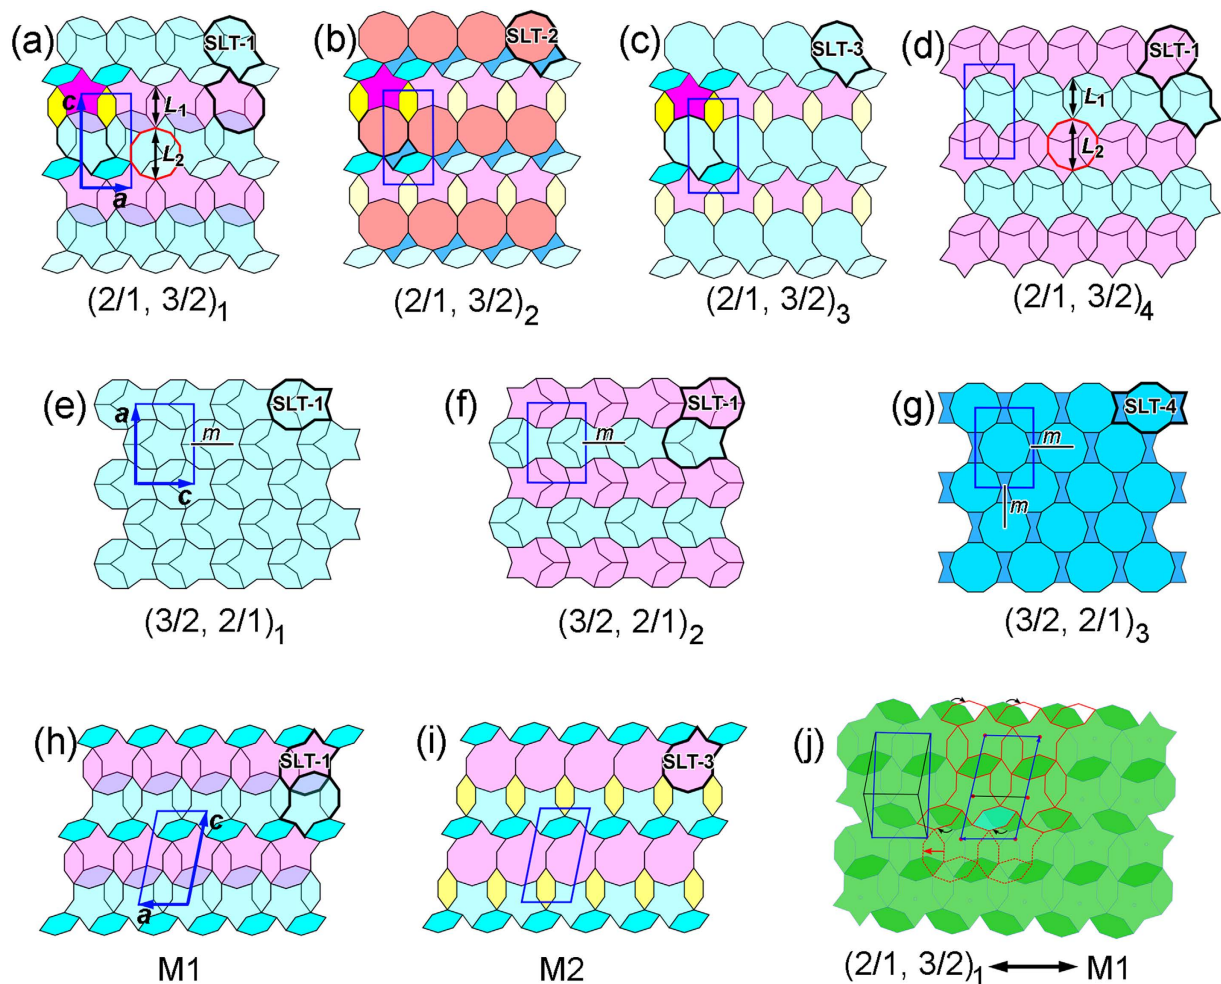 (a) SLT-1 c L1 L2 a
(2/1, 3/2)1
(b) SLT-2
(2/1, 3/2)2
(c) SLT-3
(2/1, 3/2)3
(d) SLT-1 L1 L2
(2/1, 3/2)4
(e) SLT-1 a m c
(3/2, 2/1)1
(f) SLT-1 m
(3/2, 2/1)2
(g) SLT-4 m m
(3/2, 2/1)3
(h) SLT-1 c a
M1
(i) SLT-3
M2
(j)
(2/1, 3/2)1 M1